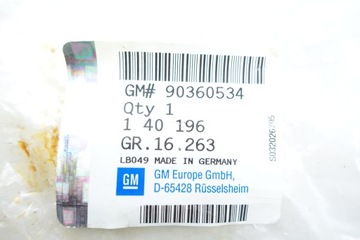 GM# 90360534
Qty 1
1 40 196
GR.16.263
LB049 MADE IN GERMANY
GM
GM Europe GmbH,
D-65428 Rüsselsheim